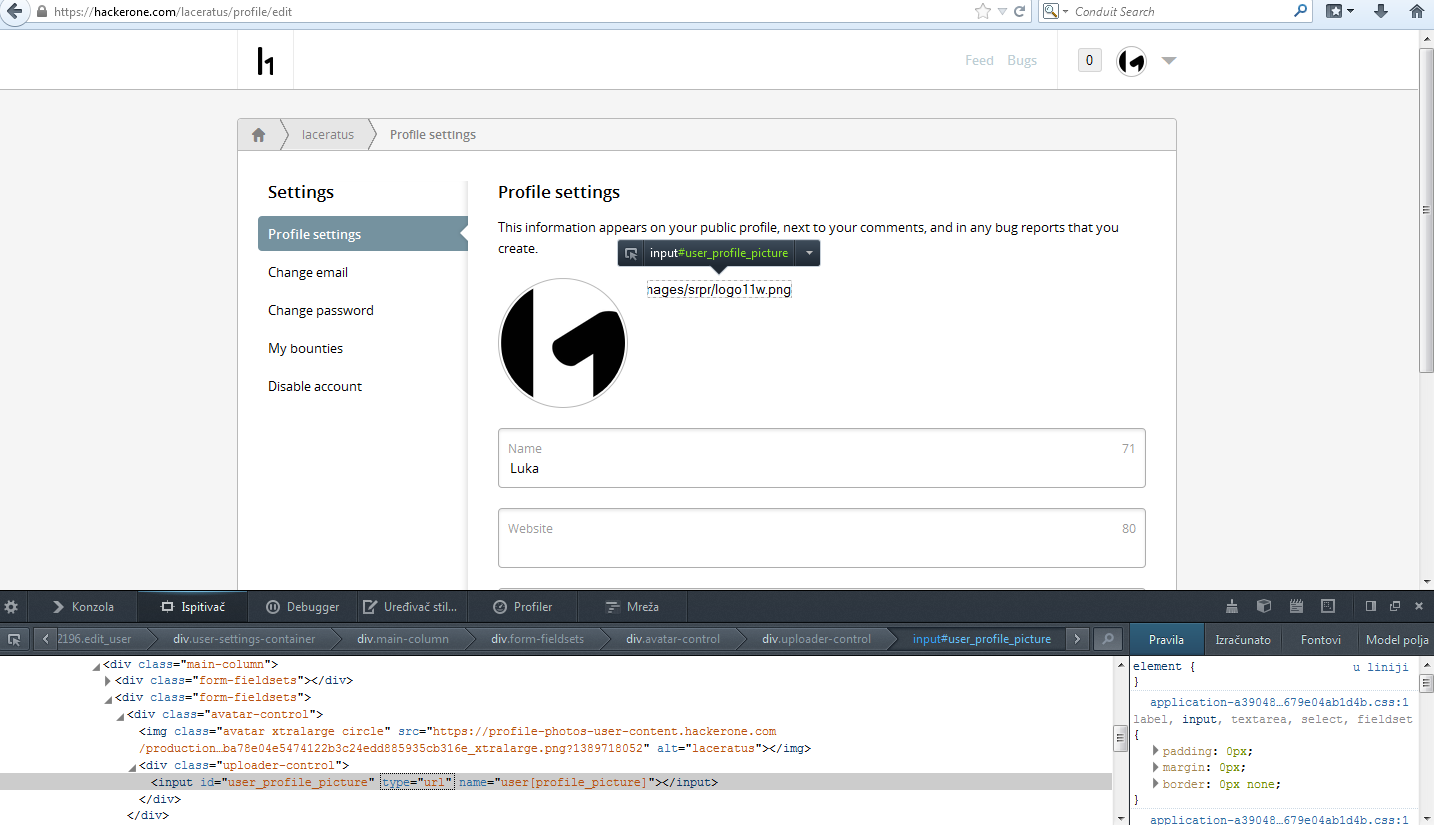 https://hackerone.com/laceratus/profile/edit
Conduit Search
Feed Bugs 0
laceratus Profile settings
Settings
Profile settings
Change email
Change password
My bounties
Disable account
Profile settings
This information appears on your public profile, next to your comments, and in any bug reports that you
create.
input#user_profile_picture
nages/srpr/logo11w.png
Name 71
Luka
Website 80
Konzola Ispitivač Debugger Uređivač stil... Profiler Mreža
2196.edit_user div.user-settings-container div.main-column div.form-fieldsets div.avatar-control div.uploader-control input#user_profile_picture
Pravila Izračunato Fontovi Model polja
<div class="main-column">
<div class="form-fieldsets"></div>
<div class="form-fieldsets">
<div class="avatar-control">
<img class="avatar xtralarge circle" src="https://profile-photos-user-content.hackerone.com
/production…ba78e04e5474122b3c24edd885935cb316e_xtralarge.png?1389718052" alt="laceratus"></img>
<div class="uploader-control">
<input id="user_profile_picture" type="url" name="user[profile_picture]"></input>
</div>
</div>
element { u liniji
}
application-a39048…679e04ab1d4b.css:1
label, input, textarea, select, fieldset
{
padding: 0px;
margin: 0px;
border: 0px none;
}
application-a39048…679e04ab1d4b.css:1